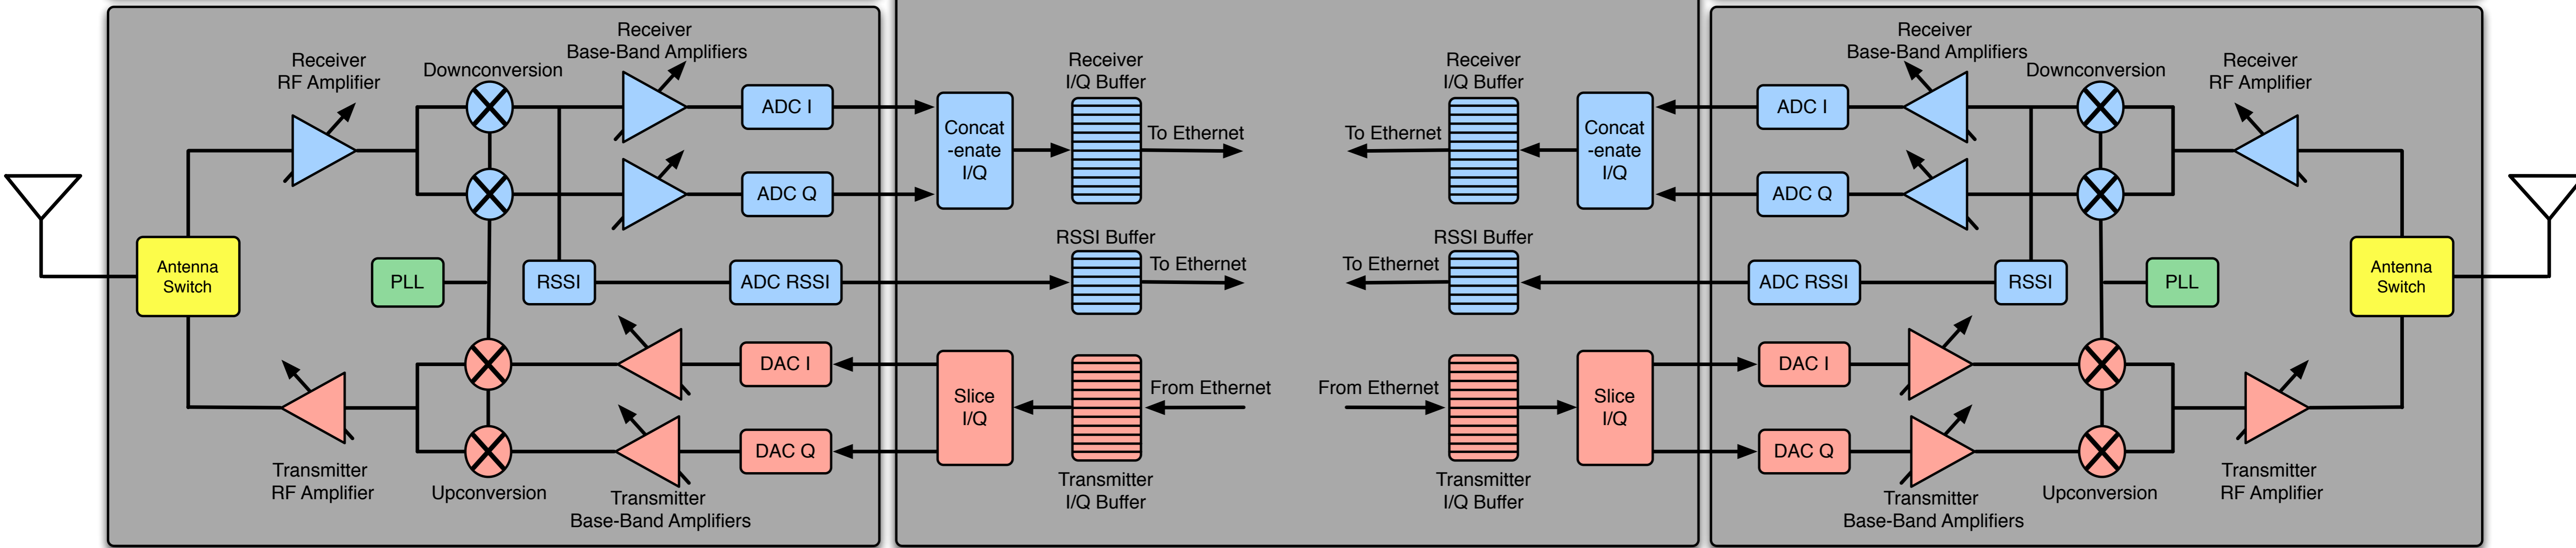 Receiver
RF Amplifier
Downconversion
Receiver
Base-Band Amplifiers
ADC I
ADC Q
Antenna
Switch
PLL
RSSI
ADC RSSI
DAC I
DAC Q
Transmitter
RF Amplifier
Upconversion
Transmitter
Base-Band Amplifiers
Concat
-enate
I/Q
Receiver
I/Q Buffer
To Ethernet
RSSI Buffer
To Ethernet
Slice
I/Q
From Ethernet
Transmitter
I/Q Buffer
Receiver
I/Q Buffer
To Ethernet
Concat
-enate
I/Q
RSSI Buffer
To Ethernet
From Ethernet
Slice
I/Q
Transmitter
I/Q Buffer
Receiver
Base-Band Amplifiers
Downconversion
Receiver
RF Amplifier
ADC I
ADC Q
ADC RSSI
RSSI
PLL
Antenna
Switch
DAC I
DAC Q
Transmitter
Base-Band Amplifiers
Upconversion
Transmitter
RF Amplifier